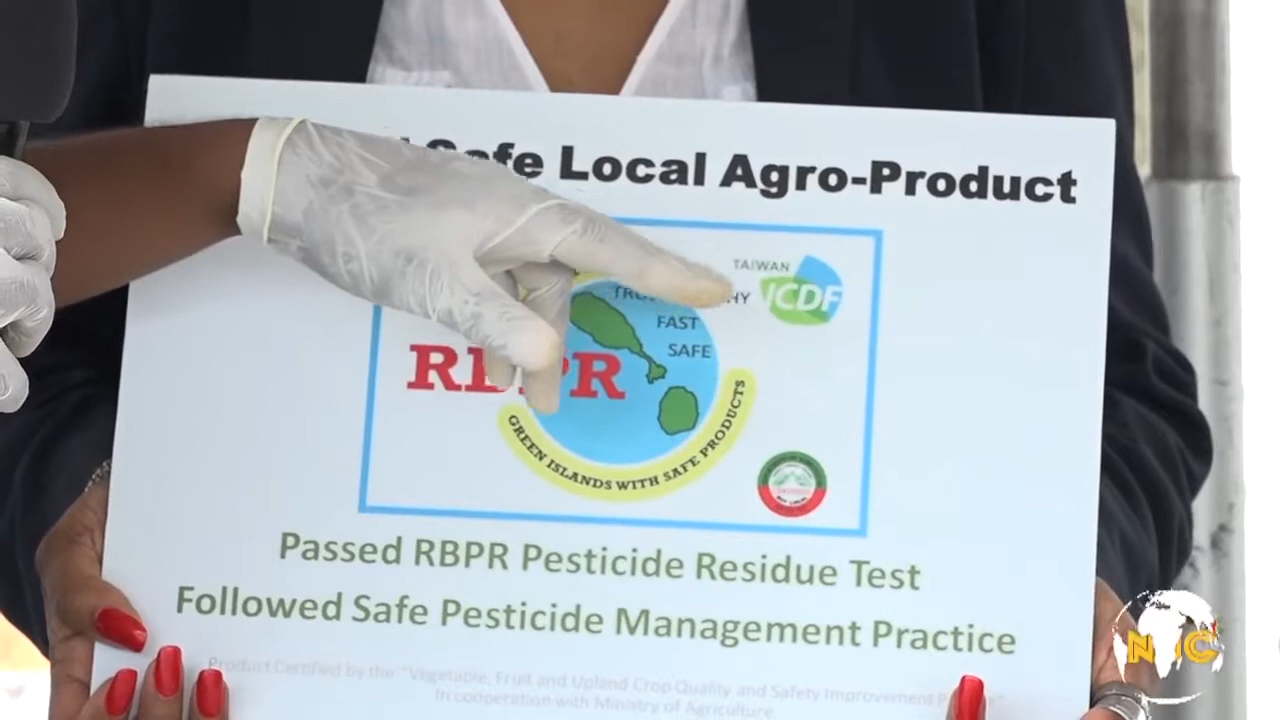 Safe Local Agro-Product
TAIWAN
ICDF
FAST
SAFE
GREEN ISLANDS WITH SAFE PRODUCTS
Passed RBPR Pesticide Residue Test
Followed Safe Pesticide Management Practice
Product Certified by the "Vegetable, Fruit and Upland Crop Quality and Safety Improvement
In cooperation with Ministry of Agriculture.